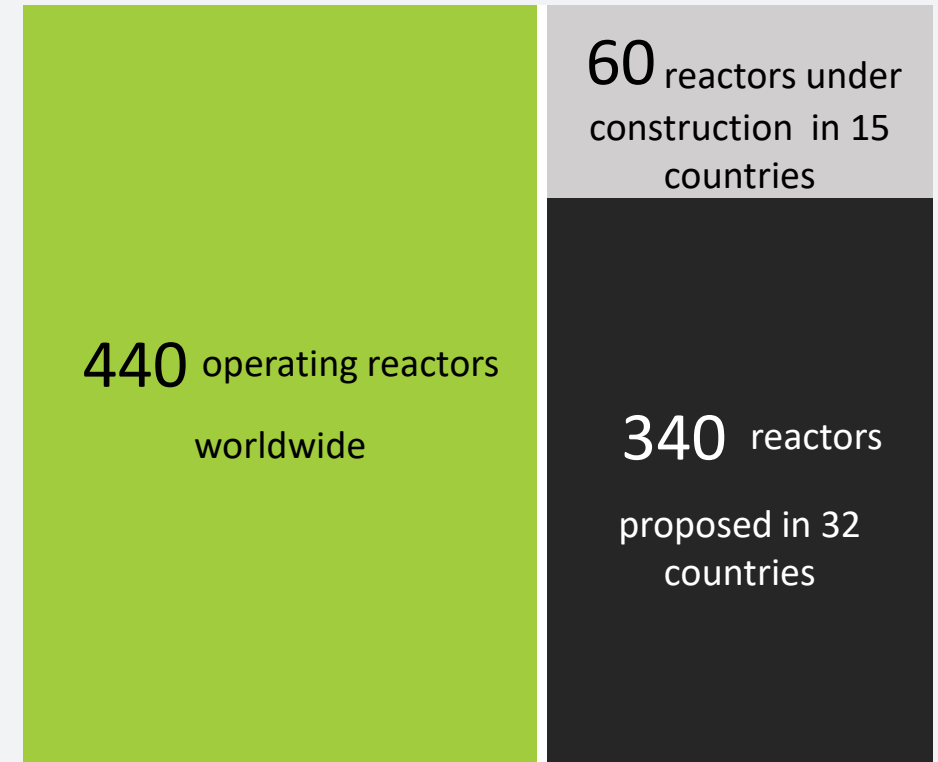 440 operating reactors
worldwide
60 reactors under
construction  in 15
countries
340 reactors
proposed in 32
countries